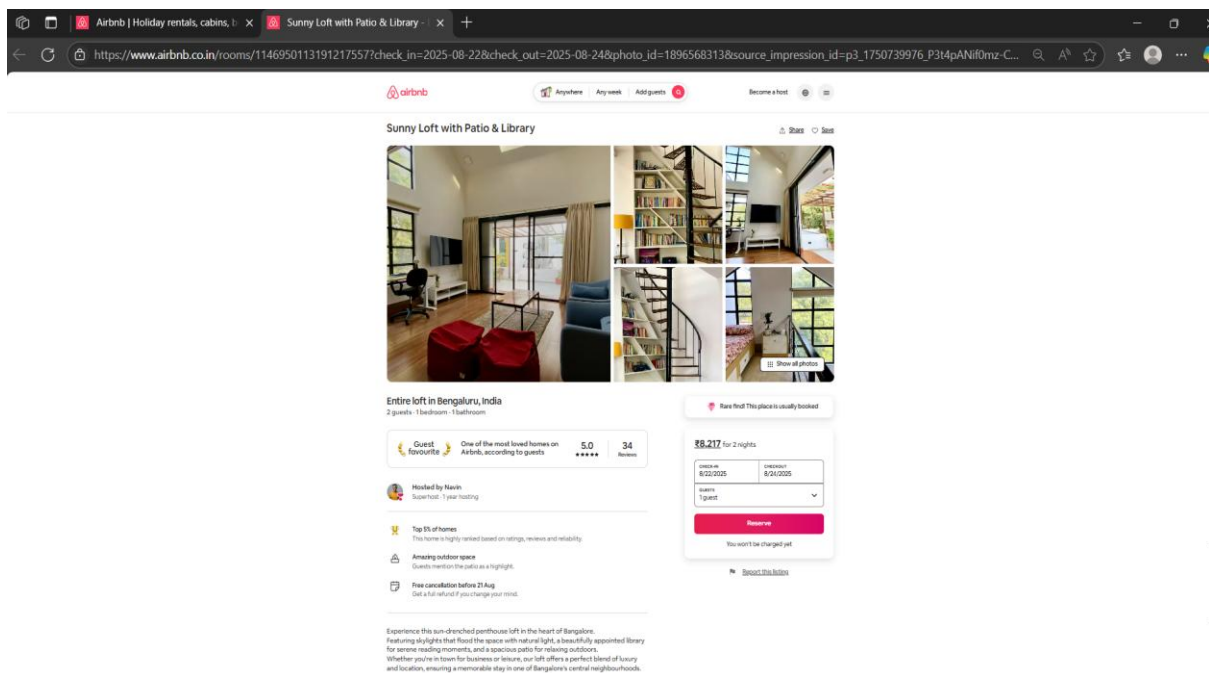 Airbnb | Holiday rentals, cabins, b
Sunny Loft with Patio & Library -
https://www.airbnb.co.in/rooms/1146950113191217557?check_in=2025-08-22&check_out=2025-08-24&photo_id=1896568313&source_impression_id=p3_1750739976_P3t4pANif0mz-C...
airbnb
Anywhere Any week Add guests
Become a host
Sunny Loft with Patio & Library
Share Save
Show all photos
Entire loft in Bengaluru, India
2 guests · 1 bedroom · 1 bathroom
Rare find! This place is usually booked
Guest favourite
One of the most loved homes on
Airbnb, according to guests
5.0
34
Reviews
₹8,217 for 2 nights
CHECK-IN
8/22/2025
CHECKOUT
8/24/2025
GUESTS
1 guest
Reserve
You won't be charged yet
Report this listing
Hosted by Navin
Superhost · 1 year hosting
Top 5% of homes
This home is highly ranked based on ratings, reviews and reliability.
Amazing outdoor space
Guests mention the patio as a highlight.
Free cancellation before 21 Aug
Get a full refund if you change your mind.
Experience this sun-drenched penthouse loft in the heart of Bangalore.
Featuring skylights that flood the space with natural light, a beautifully appointed library
for serene reading moments, and a spacious patio for relaxing outdoors.
Whether you're in town for business or leisure, our loft offers a perfect blend of luxury
and location, ensuring a memorable stay in one of Bangalore's central neighbourhoods.